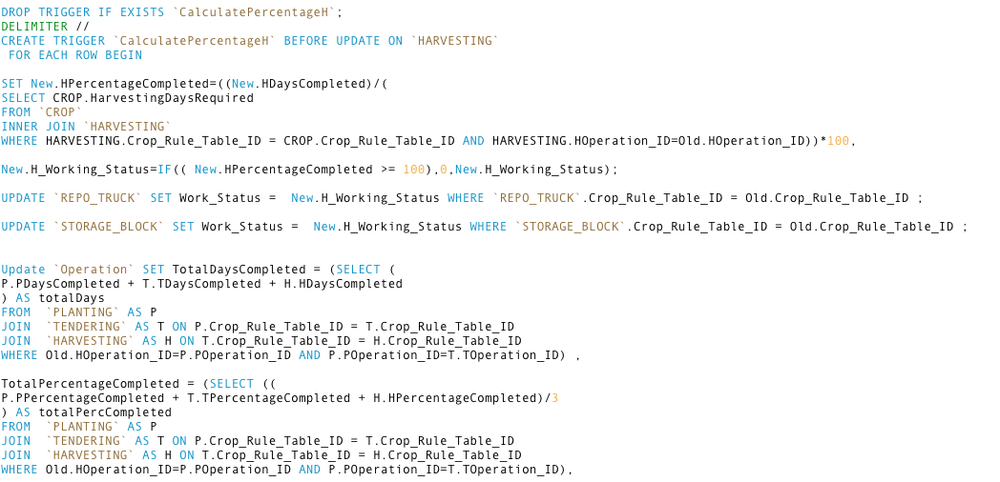 DROP TRIGGER IF EXISTS `CalculatePercentageH`;
DELIMITER //
CREATE TRIGGER `CalculatePercentageH` BEFORE UPDATE ON `HARVESTING`
FOR EACH ROW BEGIN
SET New.HPercentageCompleted=((New.HDaysCompleted)/(
SELECT CROP.HarvestingDaysRequired
FROM `CROP`
INNER JOIN `HARVESTING`
WHERE HARVESTING.Crop_Rule_Table_ID = CROP.Crop_Rule_Table_ID AND HARVESTING.HOperation_ID=Old.HOperation_ID))*100,
New.H_Working_Status=IF(( New.HPercentageCompleted >= 100),0,New.H_Working_Status);
UPDATE `REPO_TRUCK` SET Work_Status =  New.H_Working_Status WHERE `REPO_TRUCK`.Crop_Rule_Table_ID = Old.Crop_Rule_Table_ID ;
UPDATE `STORAGE_BLOCK` SET Work_Status =  New.H_Working_Status WHERE `STORAGE_BLOCK`.Crop_Rule_Table_ID = Old.Crop_Rule_Table_ID ;
Update `Operation` SET TotalDaysCompleted = (SELECT (
P.PDaysCompleted + T.TDaysCompleted + H.HDaysCompleted
) AS totalDays
FROM  `PLANTING` AS P
JOIN  `TENDERING` AS T ON P.Crop_Rule_Table_ID = T.Crop_Rule_Table_ID
JOIN  `HARVESTING` AS H ON T.Crop_Rule_Table_ID = H.Crop_Rule_Table_ID
WHERE Old.HOperation_ID=P.POperation_ID AND P.POperation_ID=T.TOperation_ID) ,
TotalPercentageCompleted = (SELECT ((
P.PPercentageCompleted + T.TPercentageCompleted + H.HPercentageCompleted)/3
) AS totalPercCompleted
FROM  `PLANTING` AS P
JOIN  `TENDERING` AS T ON P.Crop_Rule_Table_ID = T.Crop_Rule_Table_ID
JOIN  `HARVESTING` AS H ON T.Crop_Rule_Table_ID = H.Crop_Rule_Table_ID
WHERE Old.HOperation_ID=P.POperation_ID AND P.POperation_ID=T.TOperation_ID),